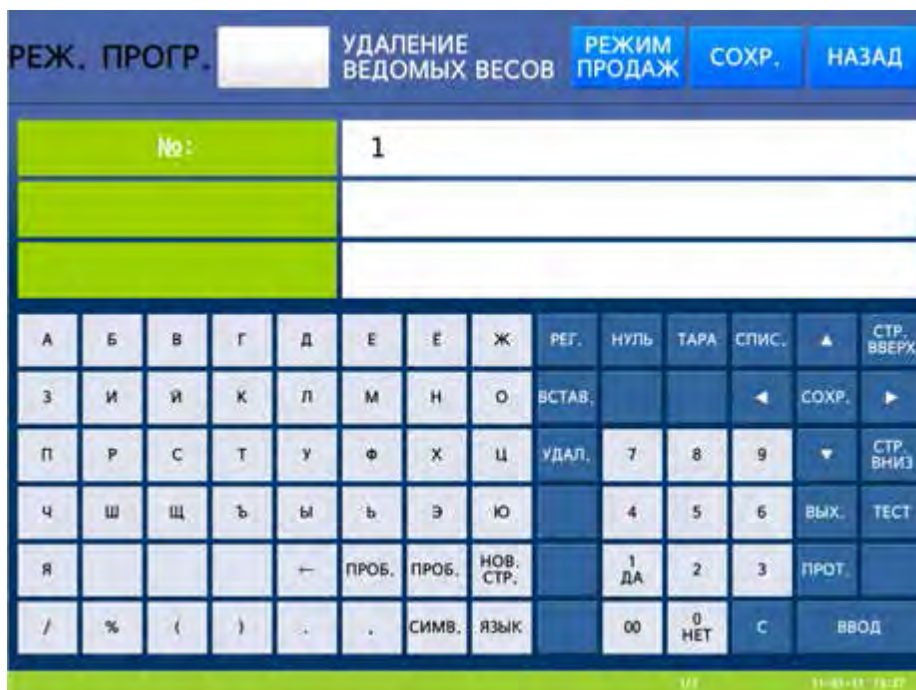 РЕЖ. ПРОГР. УДАЛЕНИЕ ВЕДОМЫХ ВЕСОВ РЕЖИМ ПРОДАЖ СОХР. НАЗАД
№: 1
А Б В Г Д Е Ё Ж РЕГ. НУЛЬ ТАРА СПИС. ▲ СТР. ВВЕРХ
З И Й К Л М Н О ВСТАВ. ◀ СОХР. ▶
П Р С Т У Ф Х Ц УДАЛ. 7 8 9 ▼ СТР. ВНИЗ
Ч Ш Щ Ъ Ы Ь Э Ю 4 5 6 ВЫХ. ТЕСТ
Я ← ПРОБ. ПРОБ. НОВ. СТР. 1 ДА 2 3 ПРОТ.
/ % ( ) . . СИМВ. ЯЗЫК 00 0 НЕТ С ВВОД
1/1